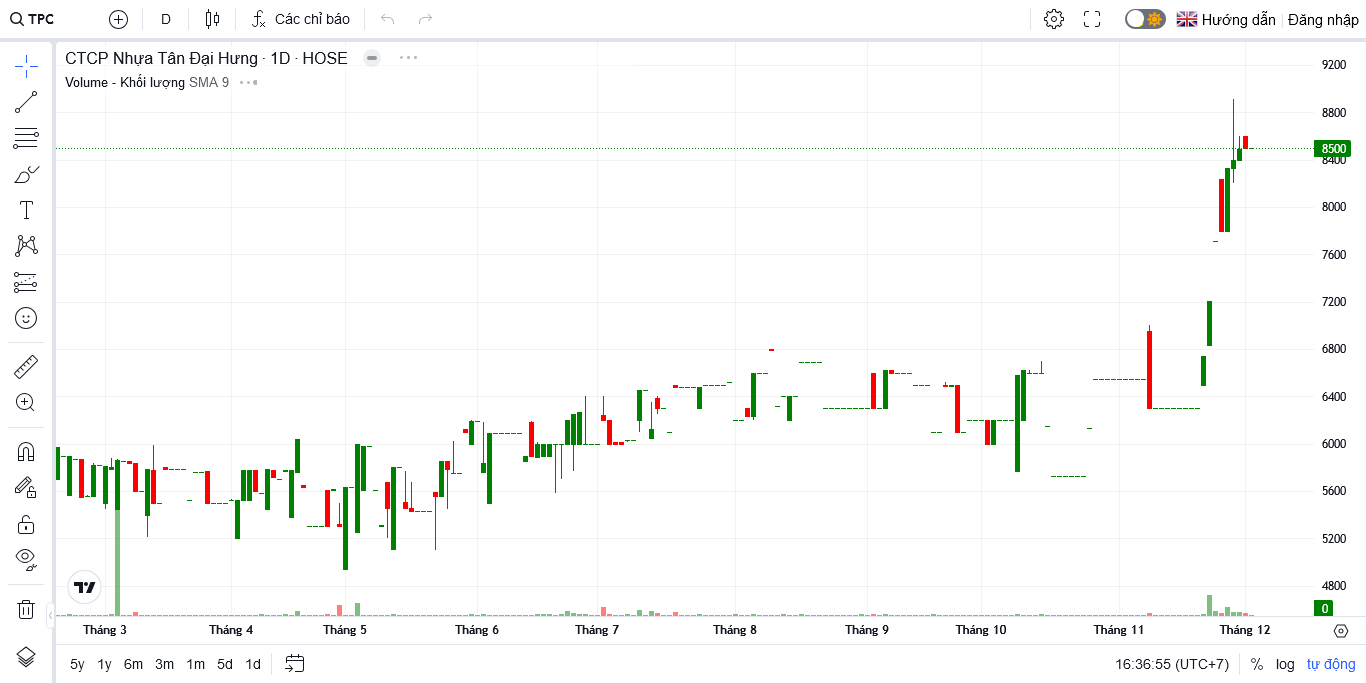 TPC D Các chỉ báo Hướng dẫn Đăng nhập
CTCP Nhựa Tân Đại Hưng · 1D · HOSE
Volume - Khối lượng SMA 9
9200
8800
8500
8400
8000
7600
7200
6800
6400
6000
5600
5200
4800
0
Tháng 3 Tháng 4 Tháng 5 Tháng 6 Tháng 7 Tháng 8 Tháng 9 Tháng 10 Tháng 11 Tháng 12
5y 1y 6m 3m 1m 5d 1d 16:36:55 (UTC+7) % log tự động